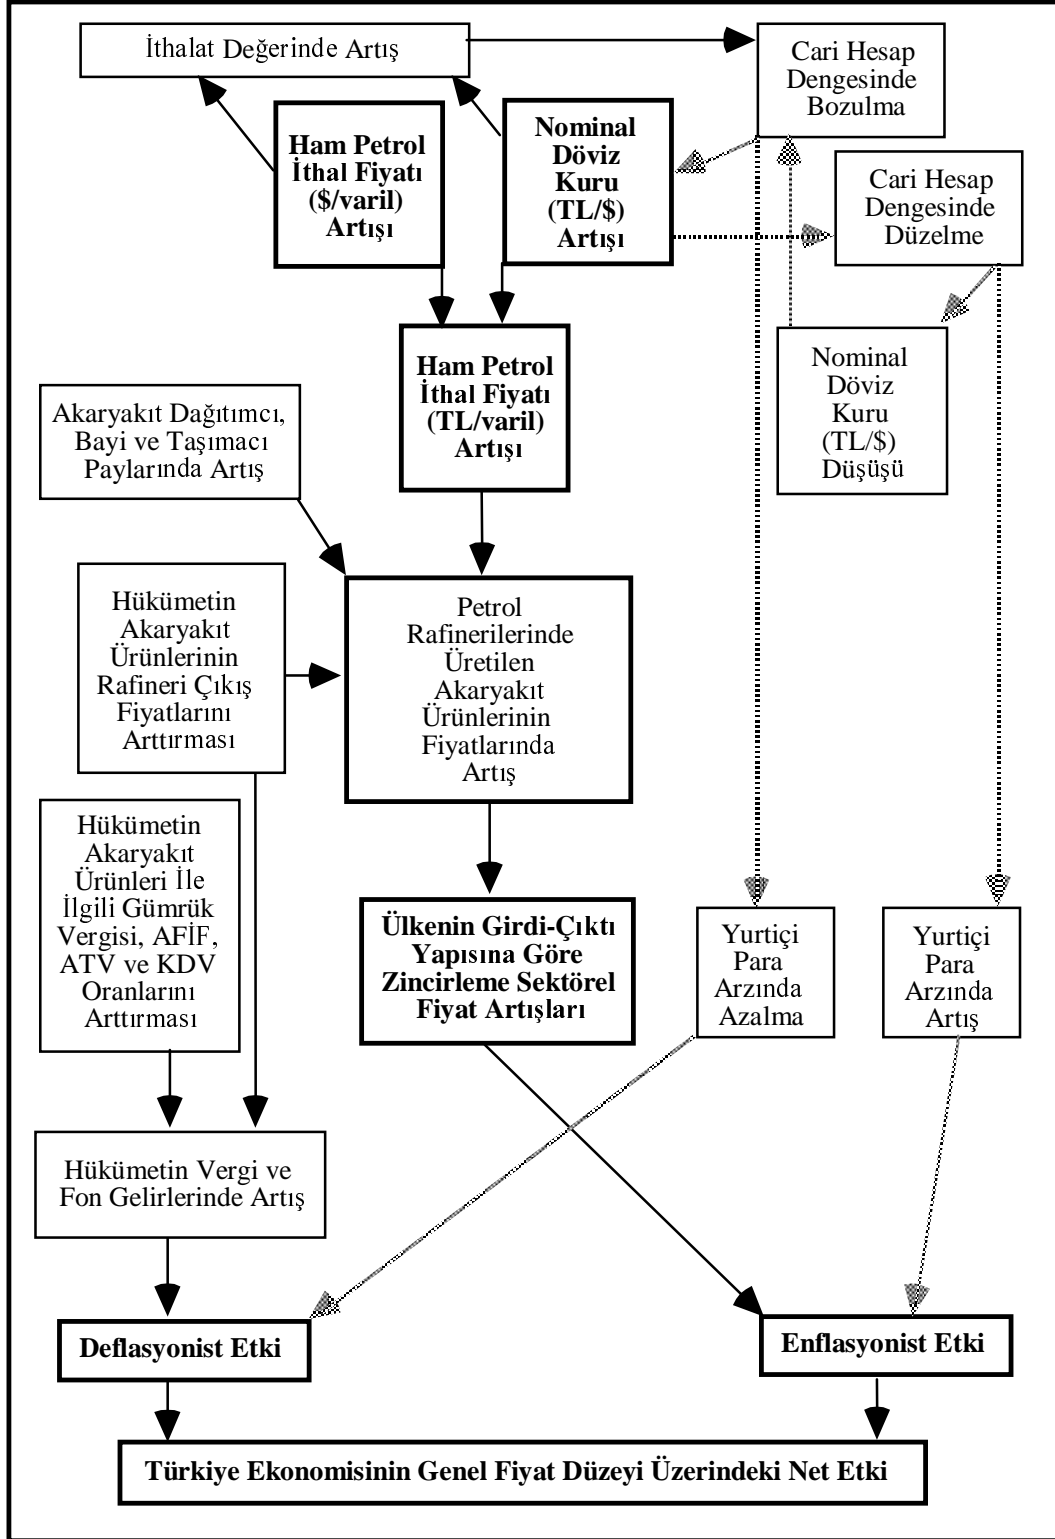 İthalat Değerinde Artış
Cari Hesap
Dengesinde
Bozulma
Ham Petrol
İthal Fiyatı
($/varil)
Artışı
Nominal
Döviz
Kuru
(TL/$)
Artışı
Cari Hesap
Dengesinde
Düzelme
Ham Petrol
İthal Fiyatı
(TL/varil)
Artışı
Nominal
Döviz
Kuru
(TL/$)
Düşüşü
Akaryakıt Dağıtımcı,
Bayi ve Taşımacı
Paylarında Artış
Hükümetin
Akaryakıt
Ürünlerinin
Rafineri Çıkış
Fiyatlarını
Arttırması
Petrol
Rafinerilerinde
Üretilen
Akaryakıt
Ürünlerinin
Fiyatlarında
Artış
Hükümetin
Akaryakıt
Ürünleri İle
İlgili Gümrük
Vergisi, AFİF,
ATV ve KDV
Oranlarını
Arttırması
Ülkenin Girdi-Çıktı
Yapısına Göre
Zincirleme Sektörel
Fiyat Artışları
Yurtiçi
Para
Arzında
Azalma
Yurtiçi
Para
Arzında
Artış
Hükümetin Vergi ve
Fon Gelirlerinde Artış
Deflasyonist Etki
Enflasyonist Etki
Türkiye Ekonomisinin Genel Fiyat Düzeyi Üzerindeki Net Etki